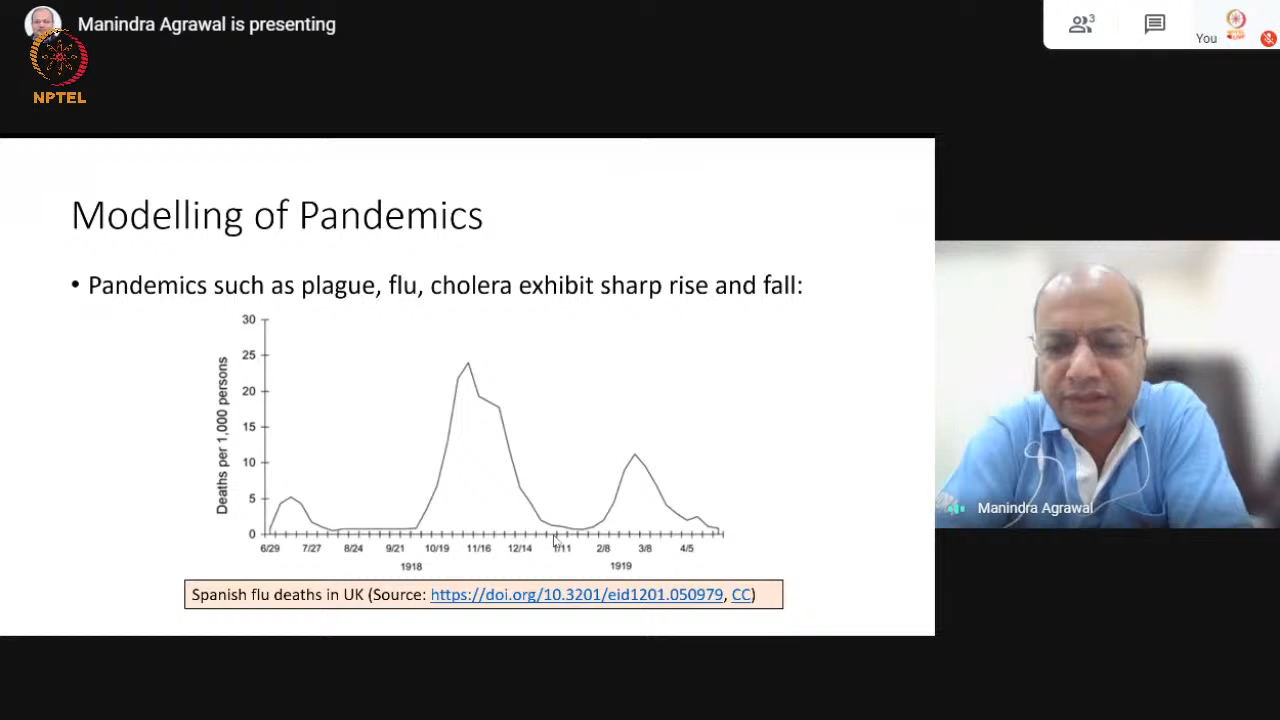 Manindra Agrawal is presenting
3
You
NPTEL
Modelling of Pandemics
• Pandemics such as plague, flu, cholera exhibit sharp rise and fall:
Deaths per 1,000 persons
30
25
20
15
10
5
0
6/29 7/27 8/24 9/21 10/19 11/16 12/14 1/11 2/8 3/8 4/5
1918 1919
Spanish flu deaths in UK (Source: https://doi.org/10.3201/eid1201.050979, CC)
Manindra Agrawal